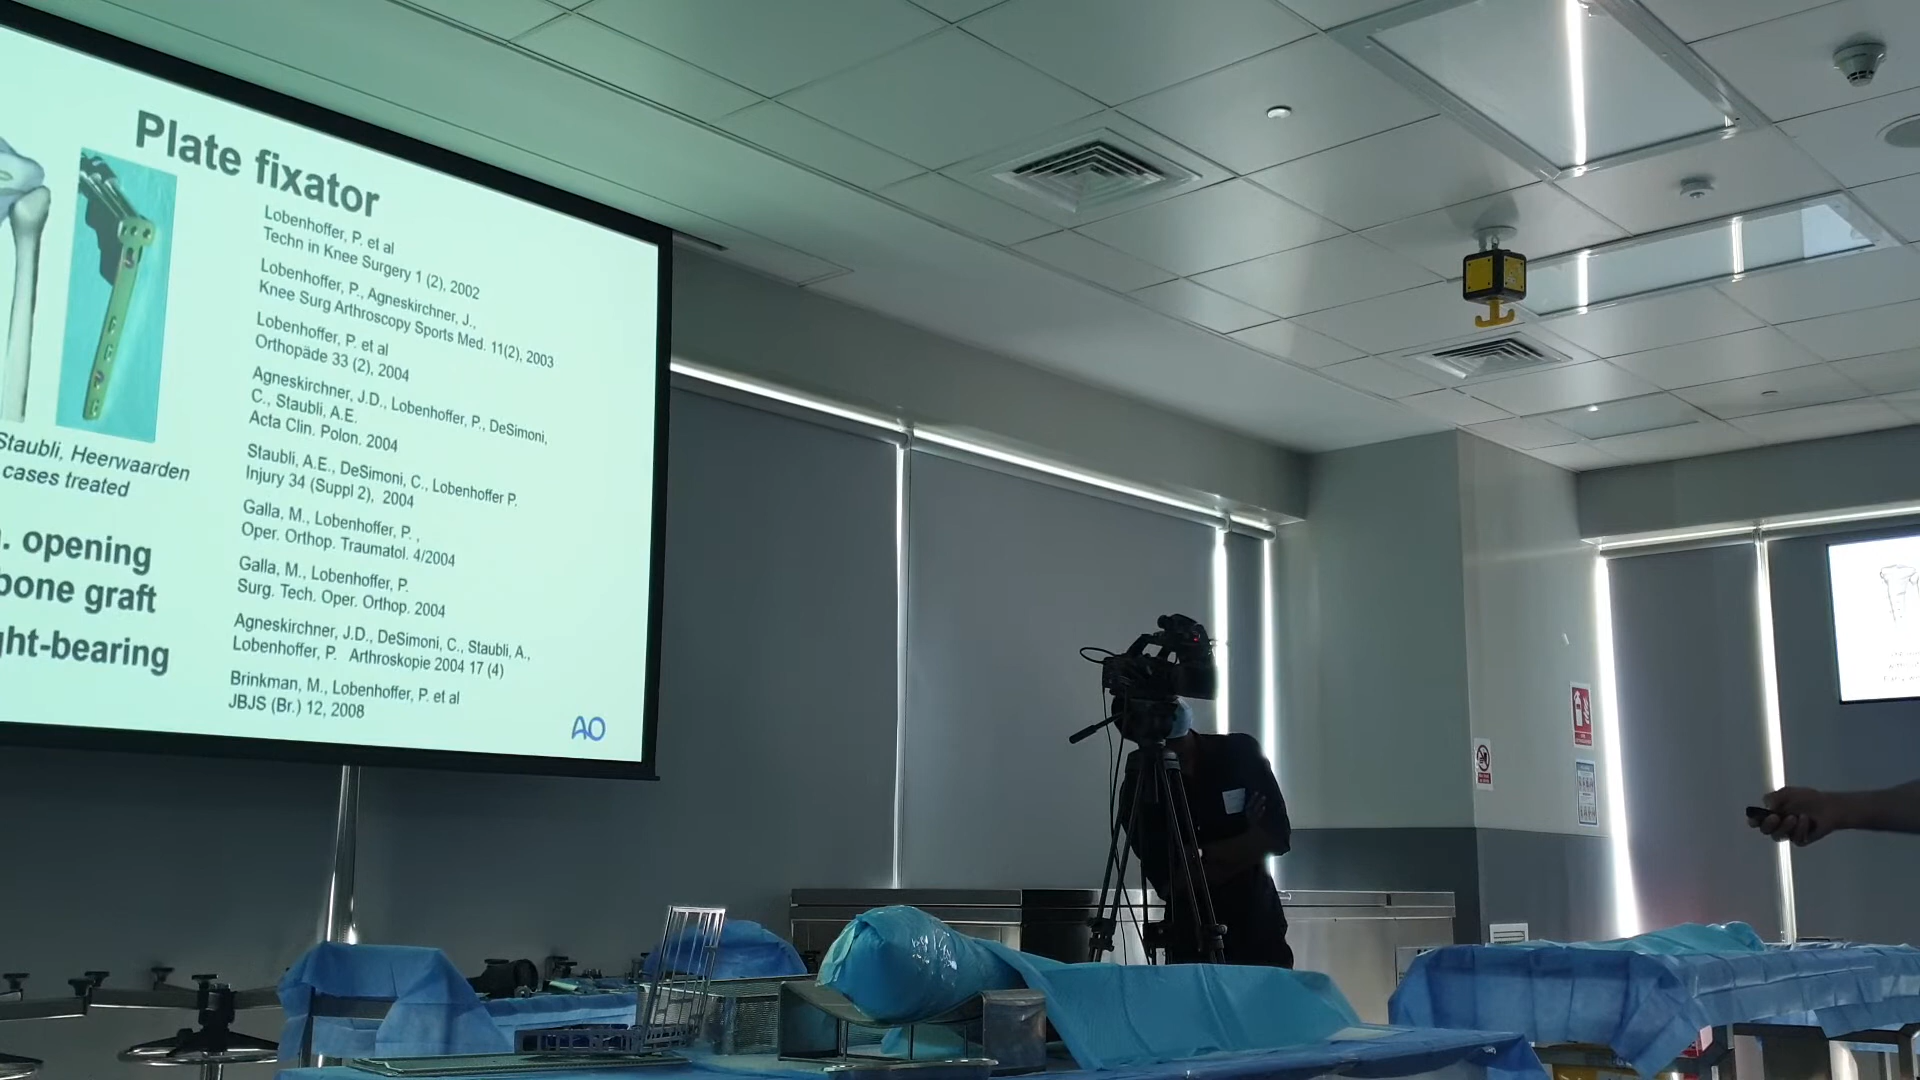 Plate fixator
Lobenhoffer, P. et al
Techn in Knee Surgery 1 (2), 2002
Lobenhoffer, P., Agneskirchner, J.,
Knee Surg Arthroscopy Sports Med. 11(2), 2003
Lobenhoffer, P. et al
Orthopäde 33 (2), 2004
Agneskirchner, J.D., Lobenhoffer, P., DeSimoni,
C., Staubli, A.E.
Acta Clin. Polon. 2004
Staubli, A.E., DeSimoni, C., Lobenhoffer P.
Injury 34 (Suppl 2), 2004
Galla, M., Lobenhoffer, P. ,
Oper. Orthop. Traumatol. 4/2004
Galla, M., Lobenhoffer, P.
Surg. Tech. Oper. Orthop. 2004
Agneskirchner, J.D., DeSimoni, C., Staubli, A.,
Lobenhoffer, P. Arthroskopie 2004 17 (4)
Brinkman, M., Lobenhoffer, P. et al
JBJS (Br.) 12, 2008
Staubli, Heerwaarden
cases treated
. opening
bone graft
ht-bearing
AO